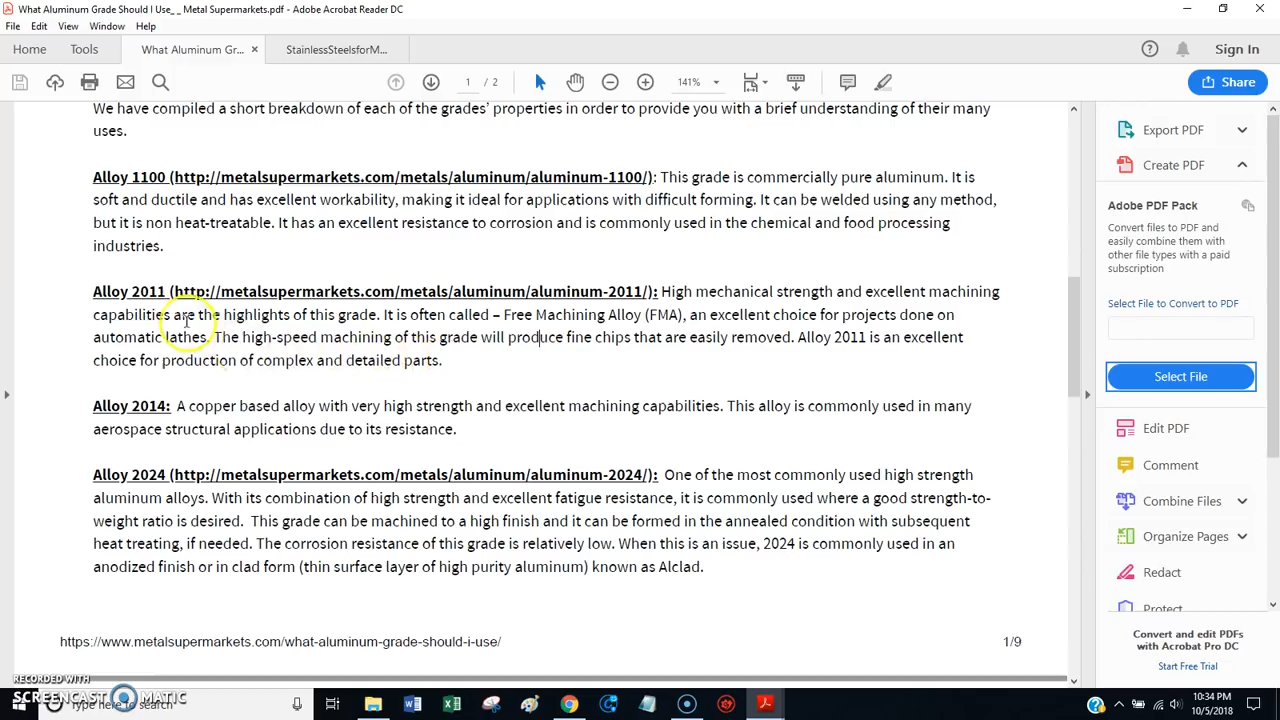 What Aluminum Grade Should I Use_ _ Metal Supermarkets.pdf - Adobe Acrobat Reader DC
File Edit View Window Help
Home Tools What Aluminum Gr... × StainlessSteelsforM... Sign In
1 / 2 141% Share
We have compiled a short breakdown of each of the grades' properties in order to provide you with a brief understanding of their many
uses.
Alloy 1100 (http://metalsupermarkets.com/metals/aluminum/aluminum-1100/): This grade is commercially pure aluminum. It is
soft and ductile and has excellent workability, making it ideal for applications with difficult forming. It can be welded using any method,
but it is non heat-treatable. It has an excellent resistance to corrosion and is commonly used in the chemical and food processing
industries.
Alloy 2011 (http://metalsupermarkets.com/metals/aluminum/aluminum-2011/): High mechanical strength and excellent machining
capabilities are the highlights of this grade. It is often called – Free Machining Alloy (FMA), an excellent choice for projects done on
automatic lathes. The high-speed machining of this grade will produce fine chips that are easily removed. Alloy 2011 is an excellent
choice for production of complex and detailed parts.
Alloy 2014: A copper based alloy with very high strength and excellent machining capabilities. This alloy is commonly used in many
aerospace structural applications due to its resistance.
Alloy 2024 (http://metalsupermarkets.com/metals/aluminum/aluminum-2024/): One of the most commonly used high strength
aluminum alloys. With its combination of high strength and excellent fatigue resistance, it is commonly used where a good strength-to-
weight ratio is desired. This grade can be machined to a high finish and it can be formed in the annealed condition with subsequent
heat treating, if needed. The corrosion resistance of this grade is relatively low. When this is an issue, 2024 is commonly used in an
anodized finish or in clad form (thin surface layer of high purity aluminum) known as Alclad.
https://www.metalsupermarkets.com/what-aluminum-grade-should-i-use/ 1/9
Export PDF
Create PDF
Adobe PDF Pack
Convert files to PDF and
easily combine them with
other file types with a paid
subscription
Select File to Convert to PDF
Select File
Edit PDF
Comment
Combine Files
Organize Pages
Redact
Protect
Convert and edit PDFs
with Acrobat Pro DC
Start Free Trial
RECORDED WITH
SCREENCAST MATIC
Type here to search
10:34 PM
10/5/2018